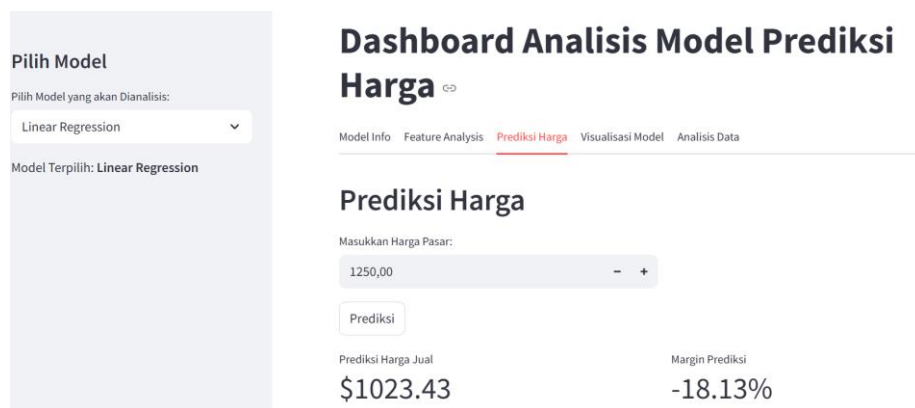 Pilih Model
Pilih Model yang akan Dianalisis:
Linear Regression
Model Terpilih: Linear Regression
Dashboard Analisis Model Prediksi
Harga
Model Info Feature Analysis Prediksi Harga Visualisasi Model Analisis Data
Prediksi Harga
Masukkan Harga Pasar:
1250,00
Prediksi
Prediksi Harga Jual Margin Prediksi
$1023.43 -18.13%